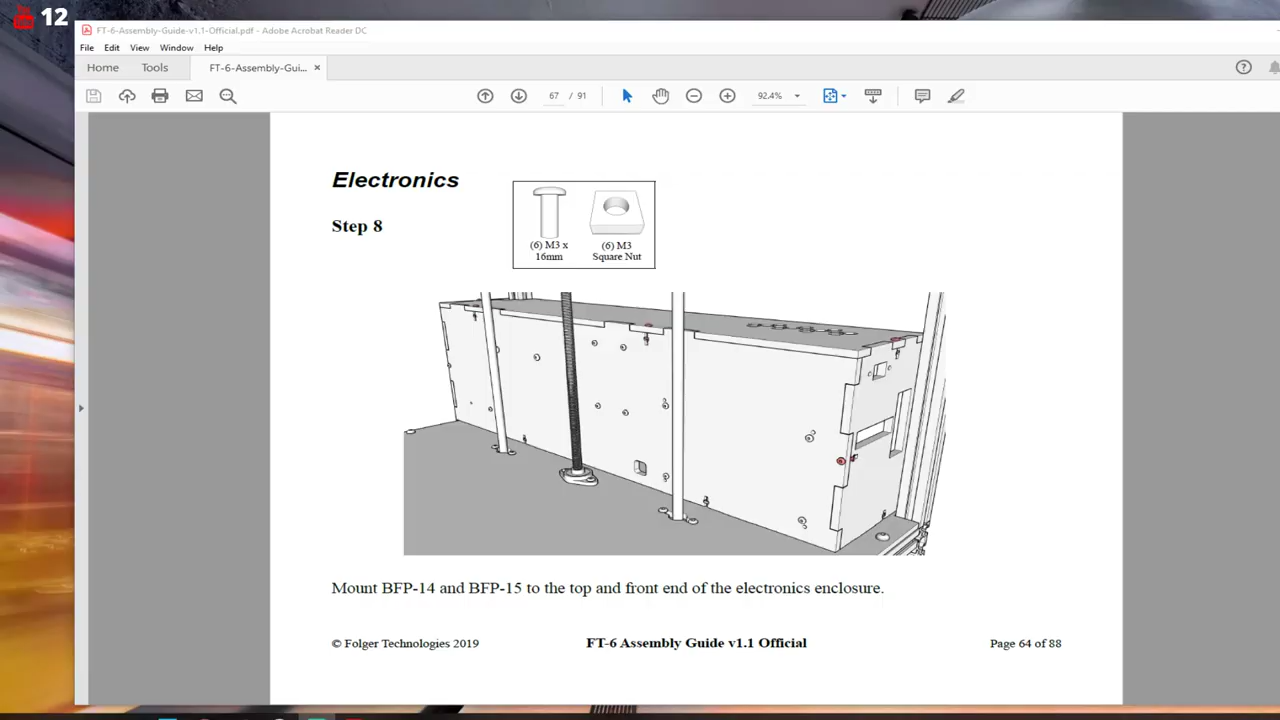 12
FT-6-Assembly-Guide-v1.1-Official.pdf - Adobe Acrobat Reader DC
File Edit View Window Help
Home Tools FT-6-Assembly-Gui... ×
67 / 91 92.4%
Electronics
Step 8
(6) M3 x
16mm
(6) M3
Square Nut
Mount BFP-14 and BFP-15 to the top and front end of the electronics enclosure.
© Folger Technologies 2019 FT-6 Assembly Guide v1.1 Official Page 64 of 88